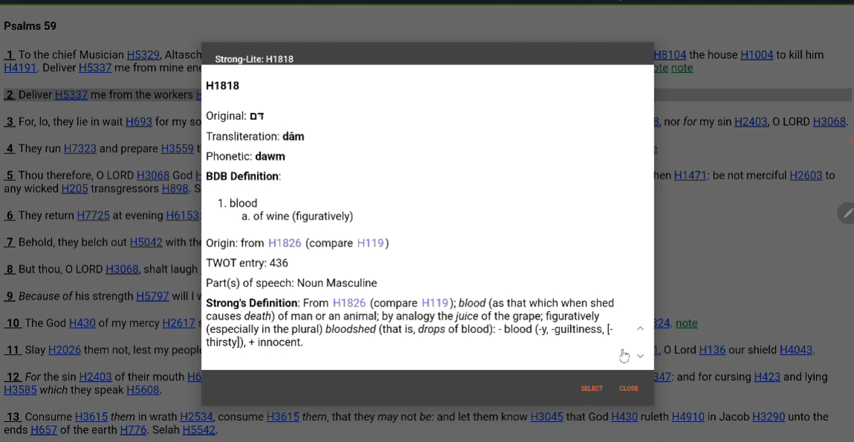 Psalms 59
1 To the chief Musician H5329, Altasch
H8104 the house H1004 to kill him
H4191. Deliver H5337 me from mine en
note note
2 Deliver H5337 me from the workers
3 For, lo, they lie in wait H693 for my so
nor for my sin H2403, O LORD H3068.
4 They run H7323 and prepare H3559 t
5 Thou therefore, O LORD H3068 God
hen H1471: be not merciful H2603 to
any wicked H205 transgressors H898. S
6 They return H7725 at evening H6153:
7 Behold, they belch out H5042 with the
8 But thou, O LORD H3068, shalt laugh
9 Because of his strength H5797 will I
10 The God H430 of my mercy H2617
324. note
11 Slay H2026 them not, lest my people
O Lord H136 our shield H4043.
12 For the sin H2403 of their mouth H6
347: and for cursing H423 and lying
H3585 which they speak H5608.
13 Consume H3615 them in wrath H2534, consume H3615 them, that they may not be: and let them know H3045 that God H430 ruleth H4910 in Jacob H3290 unto the
ends H657 of the earth H776. Selah H5542.
Strong-Lite: H1818
H1818
Original: דם
Transliteration: dâm
Phonetic: dawm
BDB Definition:
1. blood
a. of wine (figuratively)
Origin: from H1826 (compare H119)
TWOT entry: 436
Part(s) of speech: Noun Masculine
Strong's Definition: From H1826 (compare H119); blood (as that which when shed
causes death) of man or an animal; by analogy the juice of the grape; figuratively
(especially in the plural) bloodshed (that is, drops of blood): - blood (-y, -guiltiness, [-
thirsty]), + innocent.
SELECT CLOSE